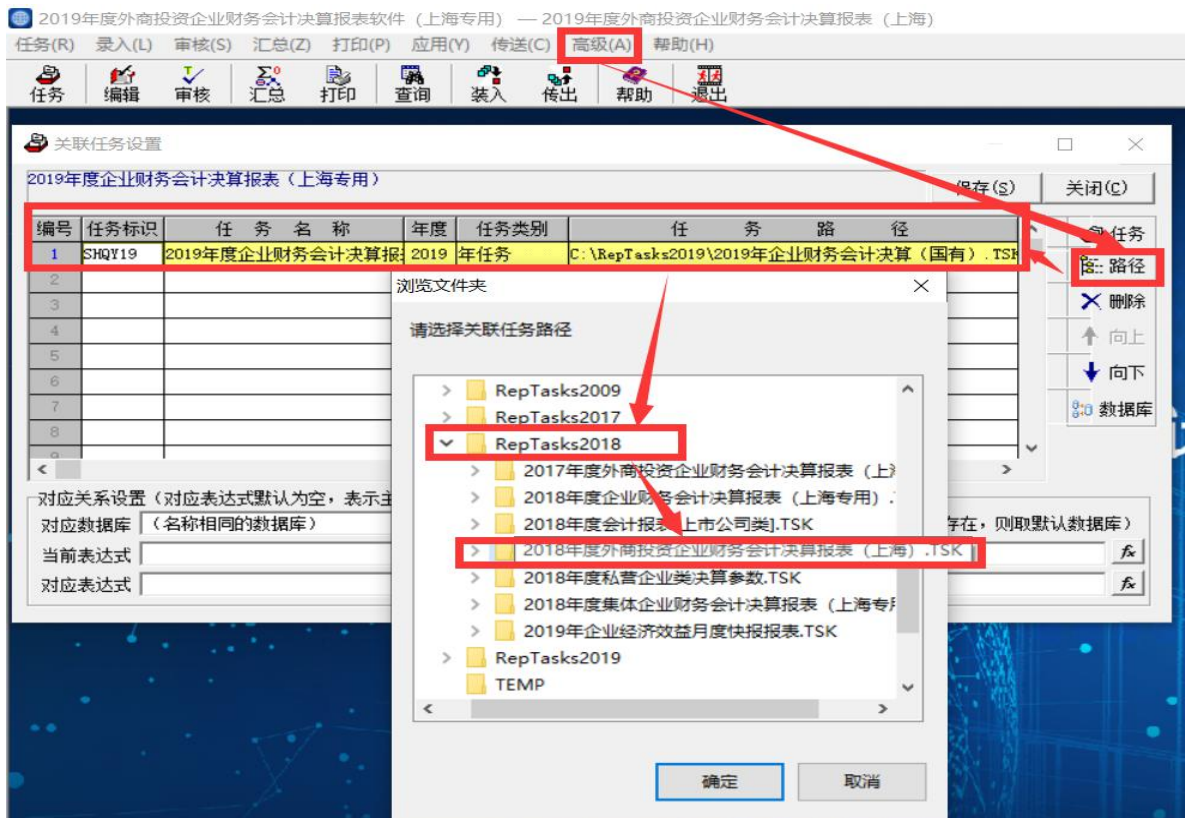 2019年度外商投资企业财务会计决算报表软件（上海专用） — 2019年度外商投资企业财务会计决算报表（上海）
任务(R) 录入(L) 审核(S) 汇总(Z) 打印(P) 应用(Y) 传送(C) 高级(A) 帮助(H)
任务 编辑 审核 汇总 打印 查询 装入 传出 帮助 退出
关联任务设置
2019年度企业财务会计决算报表（上海专用）
保存(S) 关闭(C)
编号 任务标识 任务名称 年度 任务类别 任务路径
任务
1 SHQY19 2019年度企业财务会计决算报 2019 年任务 C:\RepTasks2019\2019年企业财务会计决算（国有）.TSK
路径
2
浏览文件夹
3
删除
请选择关联任务路径
4
向上
5
6
向下
RepTasks2009
7
数据库
RepTasks2017
8
RepTasks2018
9
2017年度外商投资企业财务会计决算报表（上
对应关系设置（对应表达式默认为空，表示主
2018年度企业财务会计决算报表（上海专用）.
对应数据库 （名称相同的数据库）
2018年度会计报表[上市公司类].TSK
存在，则取默认数据库）
当前表达式
2018年度外商投资企业财务会计决算报表（上海）.TSK
fx
对应表达式
2018年度私营企业类决算参数.TSK
fx
2018年度集体企业财务会计决算报表（上海专
2019年企业经济效益月度快报报表.TSK
RepTasks2019
TEMP
确定 取消